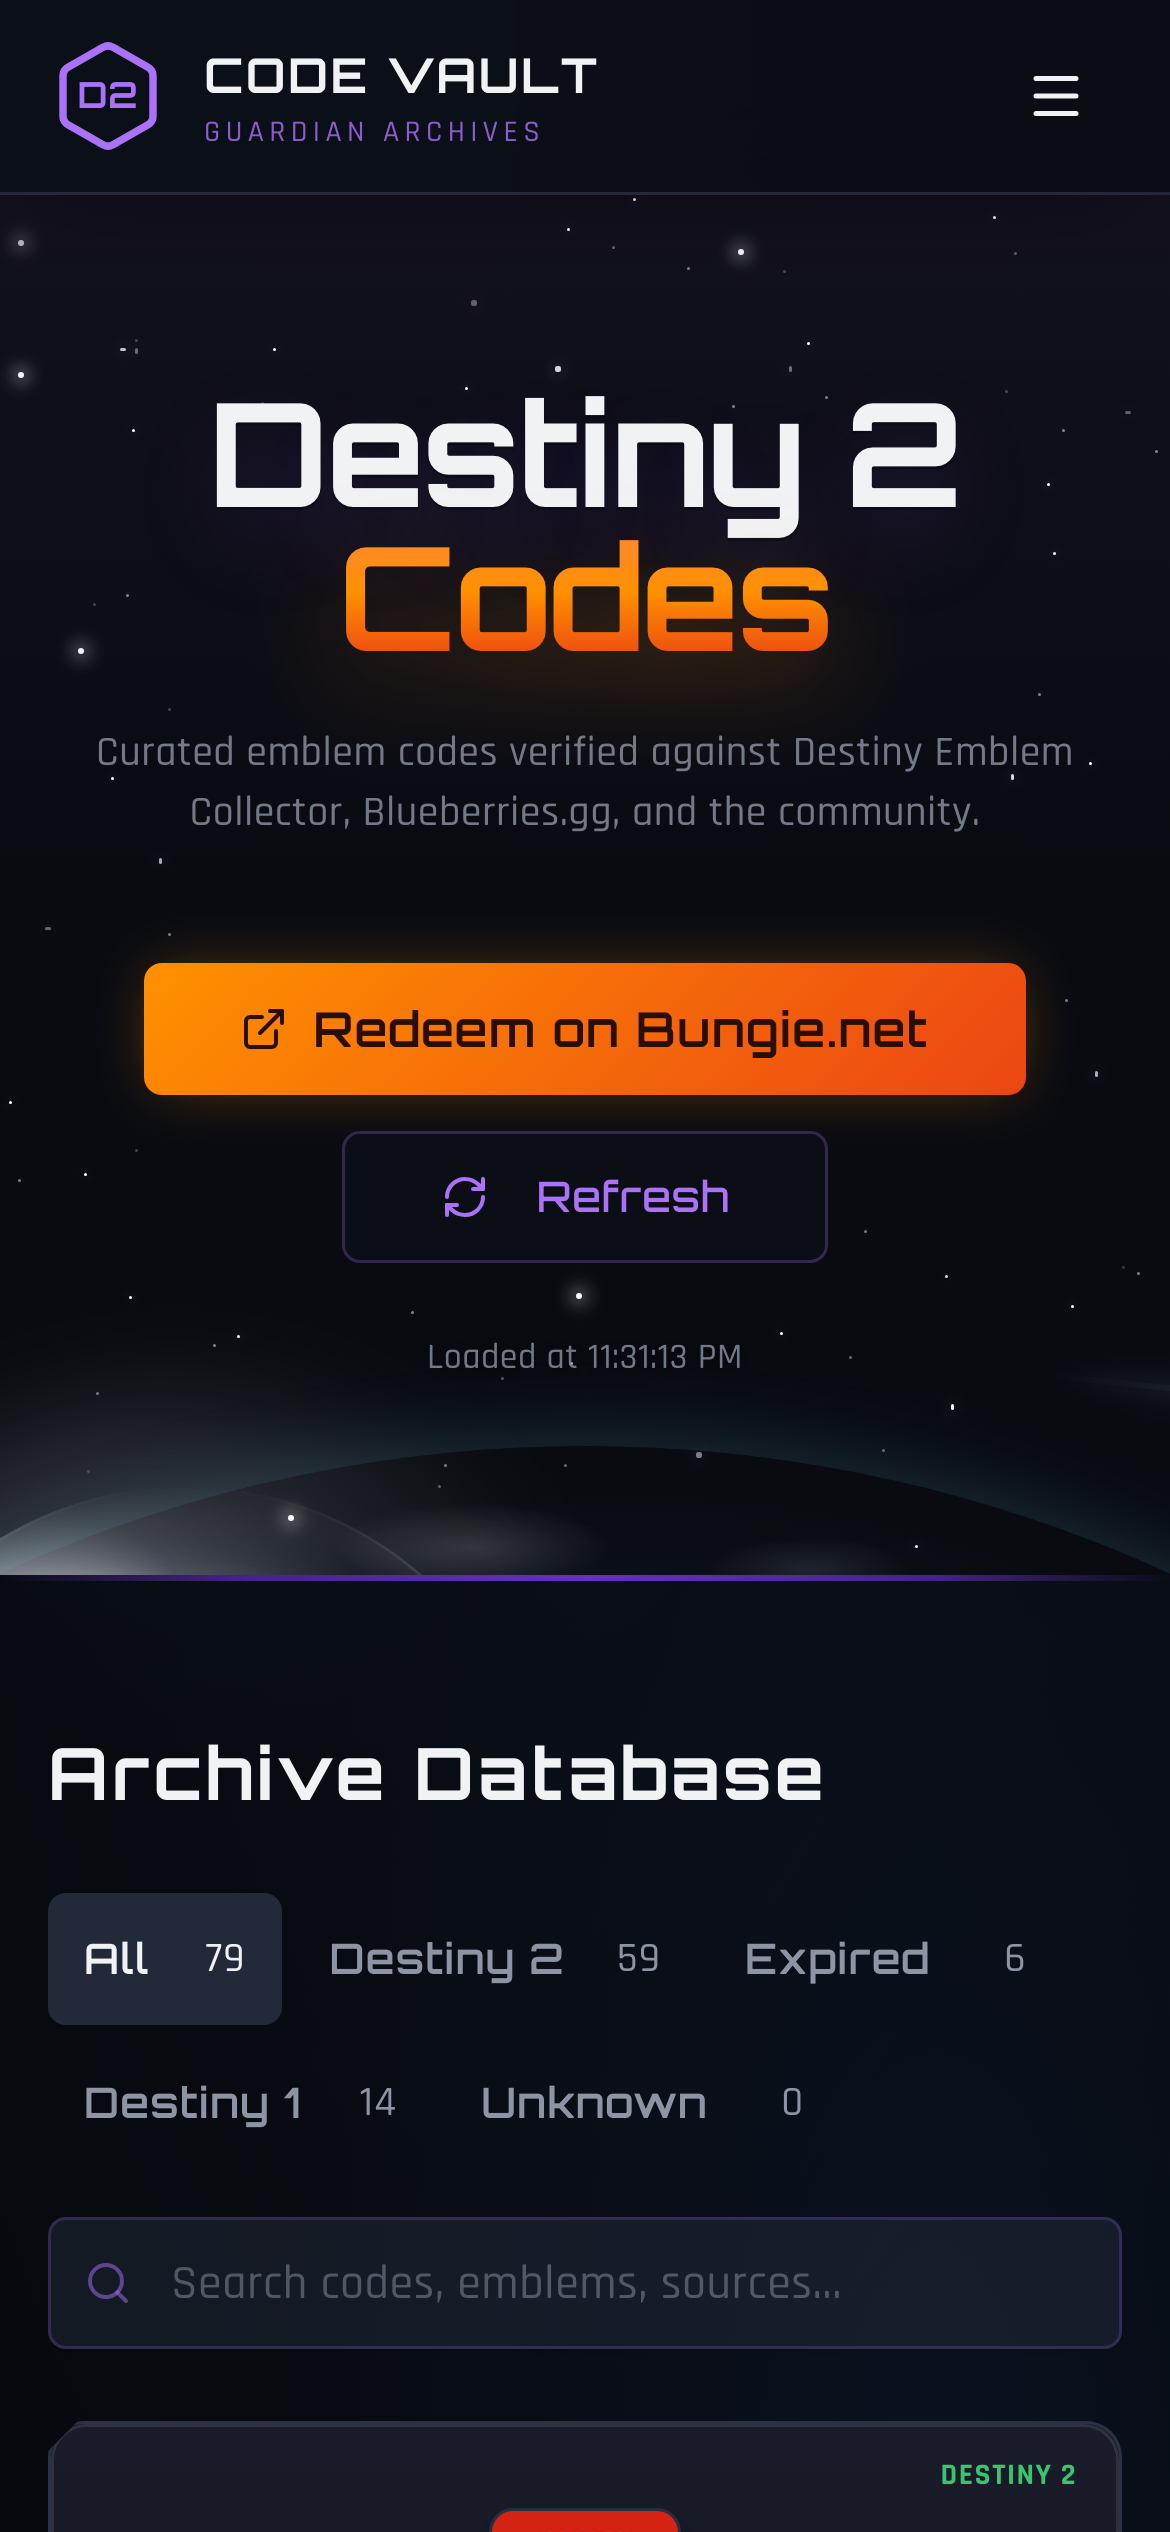 D2
CODE VAULT
GUARDIAN ARCHIVES
Destiny 2
Codes
Curated emblem codes verified against Destiny Emblem
Collector, Blueberries.gg, and the community.
Redeem on Bungie.net
Refresh
Loaded at 11:31:13 PM
Archive Database
All 79 Destiny 2 59 Expired 6
Destiny 1 14 Unknown 0
Search codes, emblems, sources...
DESTINY 2